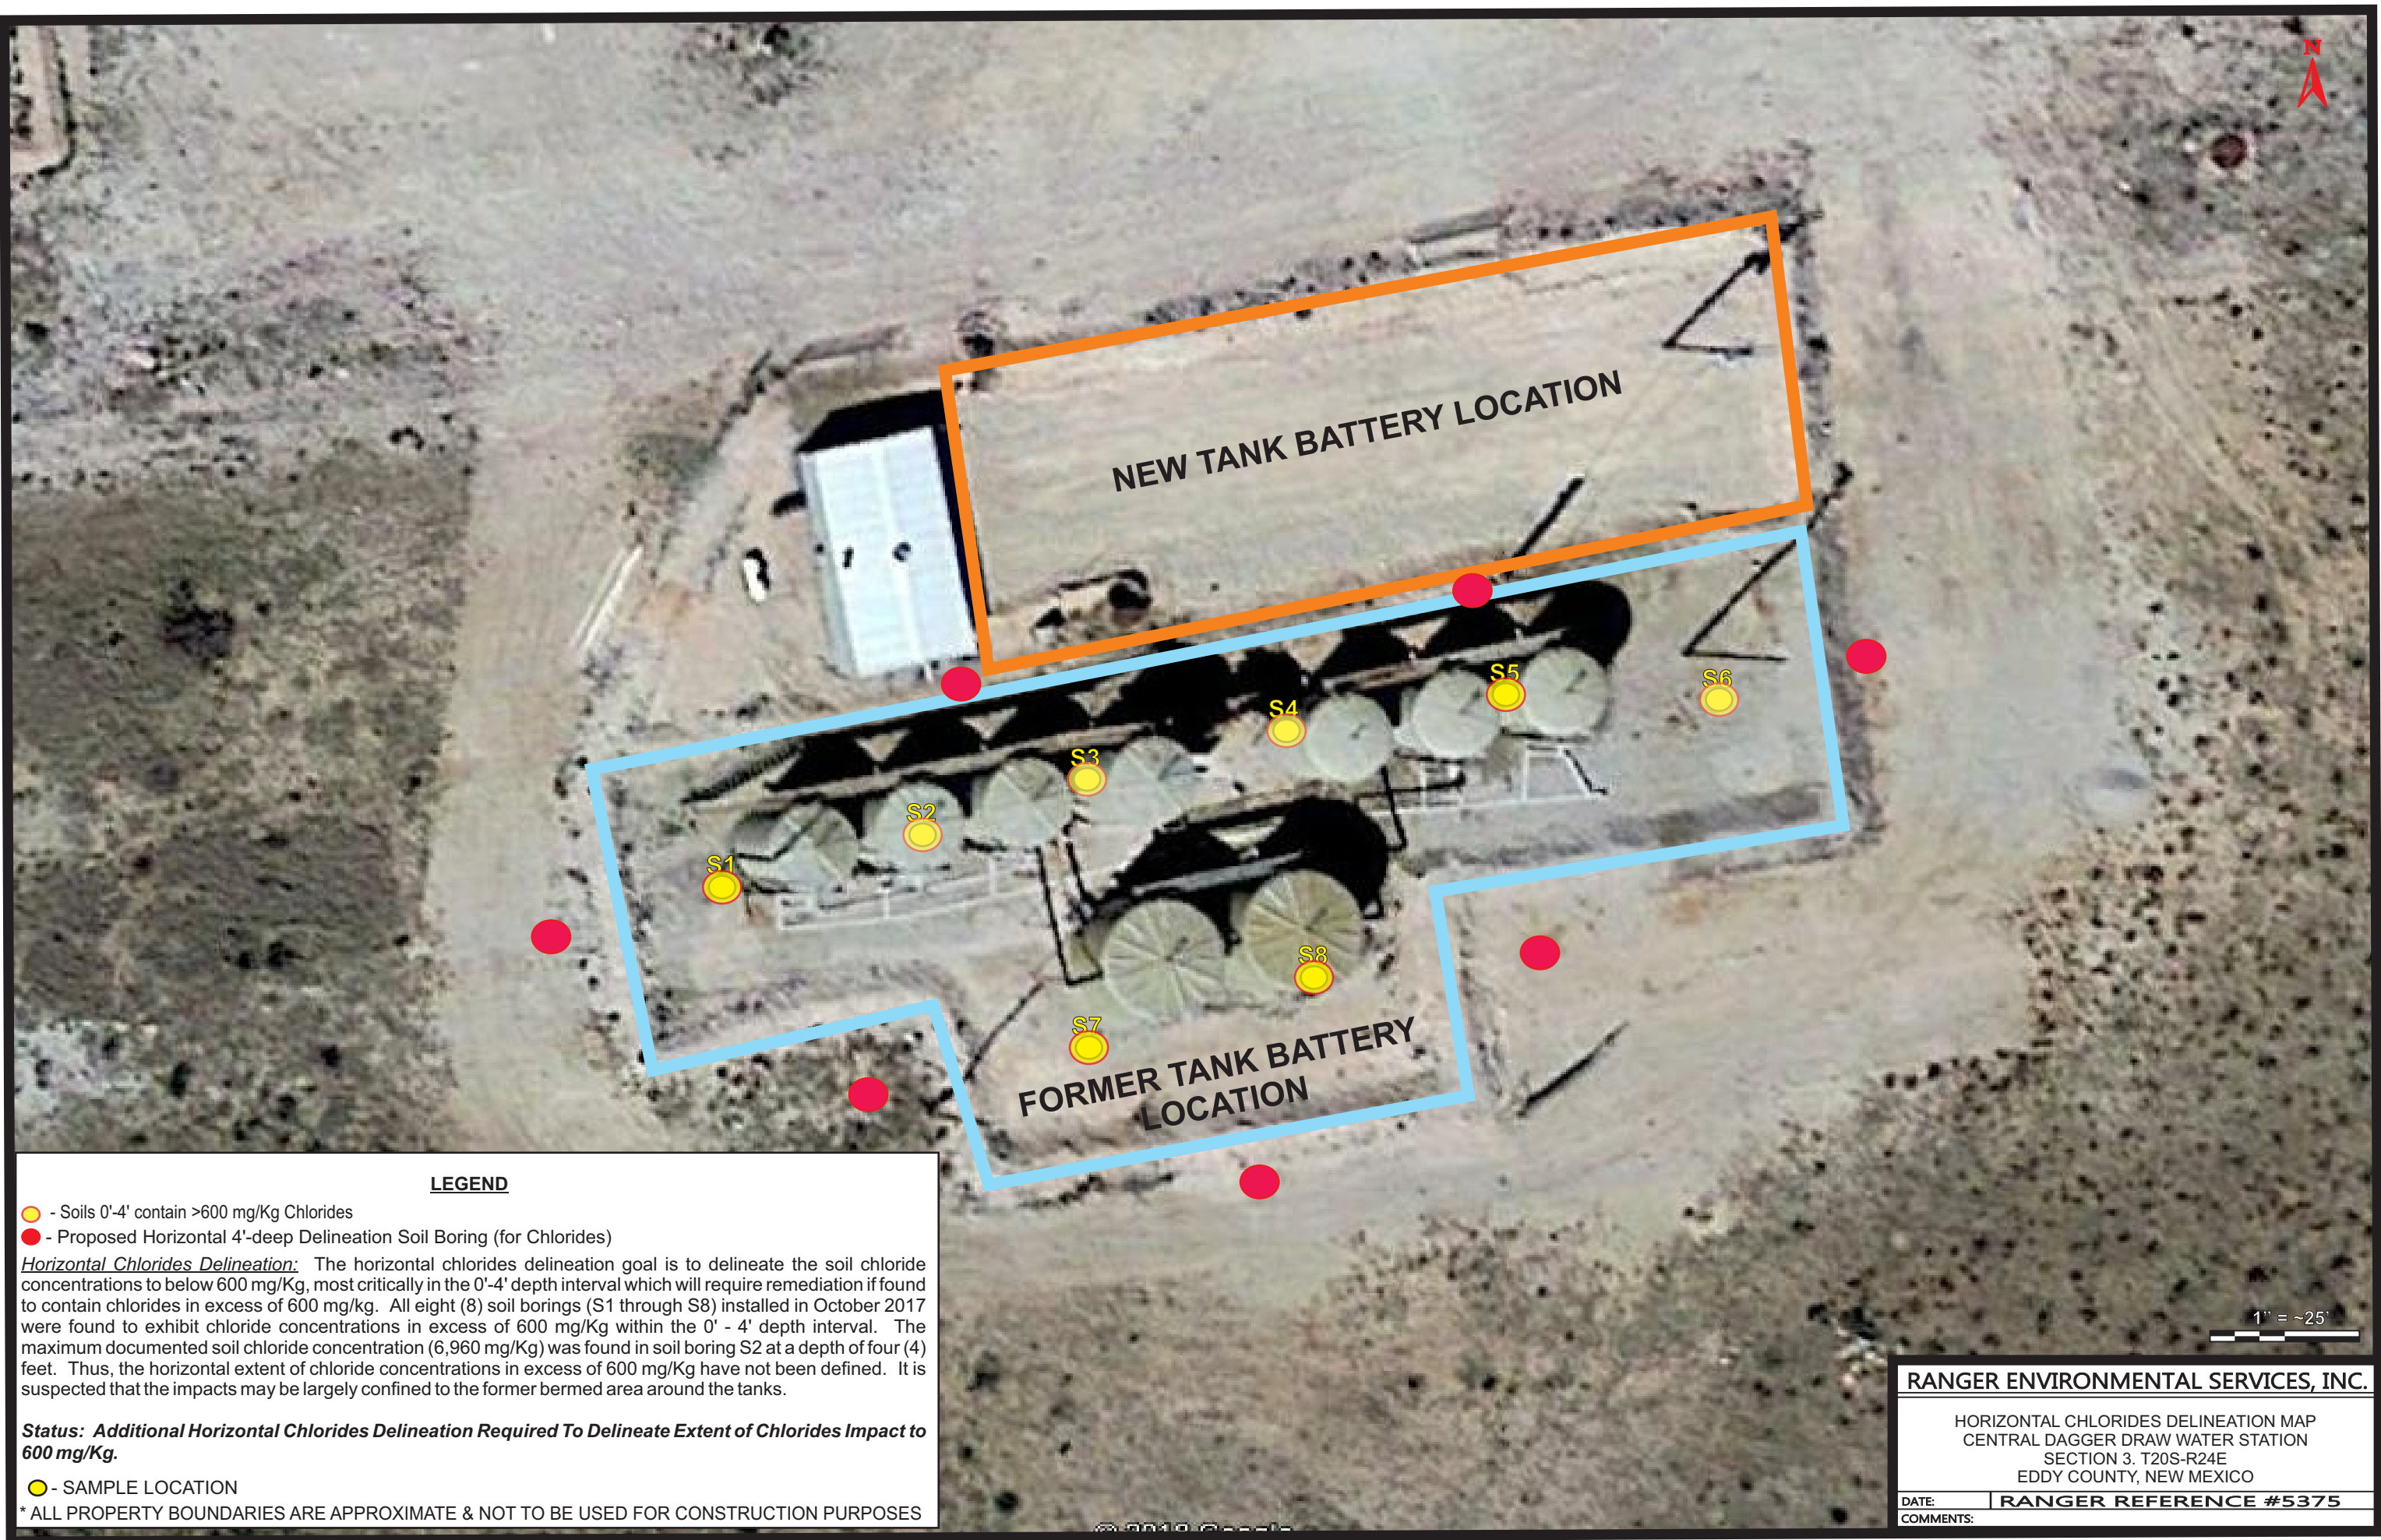 N
NEW TANK BATTERY LOCATION
S5
S6
S4
S3
S2
S1
S8
S7
FORMER TANK BATTERY
LOCATION
LEGEND
- Soils 0'-4' contain >600 mg/Kg Chlorides
- Proposed Horizontal 4'-deep Delineation Soil Boring (for Chlorides)
Horizontal Chlorides Delineation: The horizontal chlorides delineation goal is to delineate the soil chloride
concentrations to below 600 mg/Kg, most critically in the 0'-4' depth interval which will require remediation if found
to contain chlorides in excess of 600 mg/kg. All eight (8) soil borings (S1 through S8) installed in October 2017
were found to exhibit chloride concentrations in excess of 600 mg/Kg within the 0' - 4' depth interval. The
maximum documented soil chloride concentration (6,960 mg/Kg) was found in soil boring S2 at a depth of four (4)
feet. Thus, the horizontal extent of chloride concentrations in excess of 600 mg/Kg have not been defined. It is
suspected that the impacts may be largely confined to the former bermed area around the tanks.
Status: Additional Horizontal Chlorides Delineation Required To Delineate Extent of Chlorides Impact to
600 mg/Kg.
- SAMPLE LOCATION
* ALL PROPERTY BOUNDARIES ARE APPROXIMATE & NOT TO BE USED FOR CONSTRUCTION PURPOSES
1" = ~25'
RANGER ENVIRONMENTAL SERVICES, INC.
HORIZONTAL CHLORIDES DELINEATION MAP
CENTRAL DAGGER DRAW WATER STATION
SECTION 3. T20S-R24E
EDDY COUNTY, NEW MEXICO
DATE: RANGER REFERENCE #5375
COMMENTS:
© 2018 Google